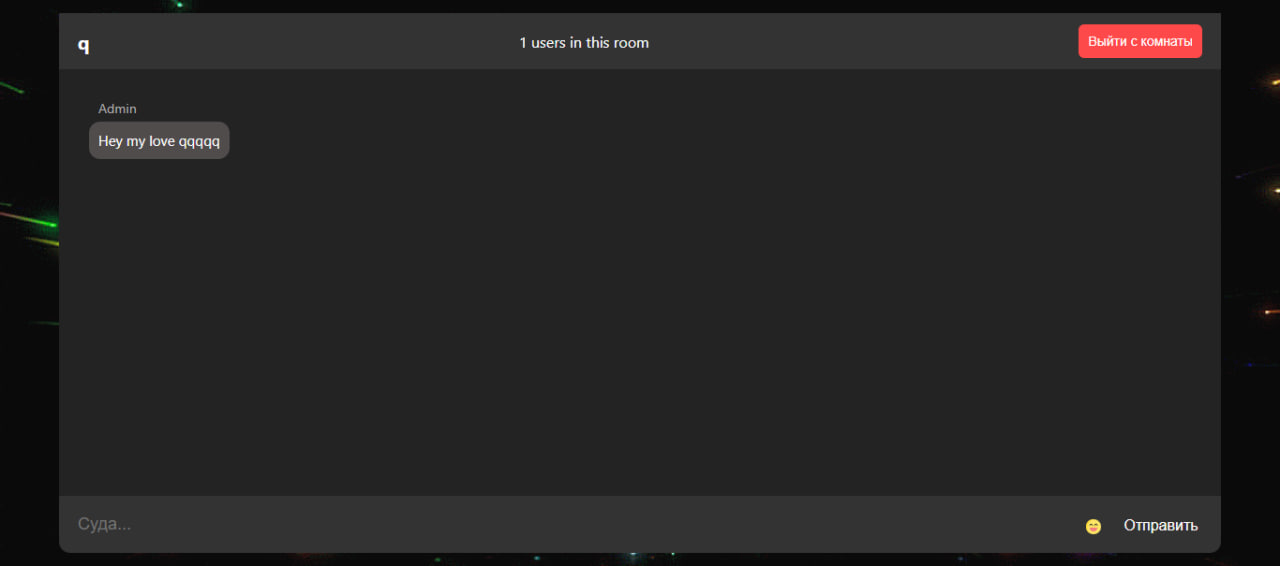 q
1 users in this room
Выйти с комнаты
Admin
Hey my love qqqqq
Суда...
Отправить